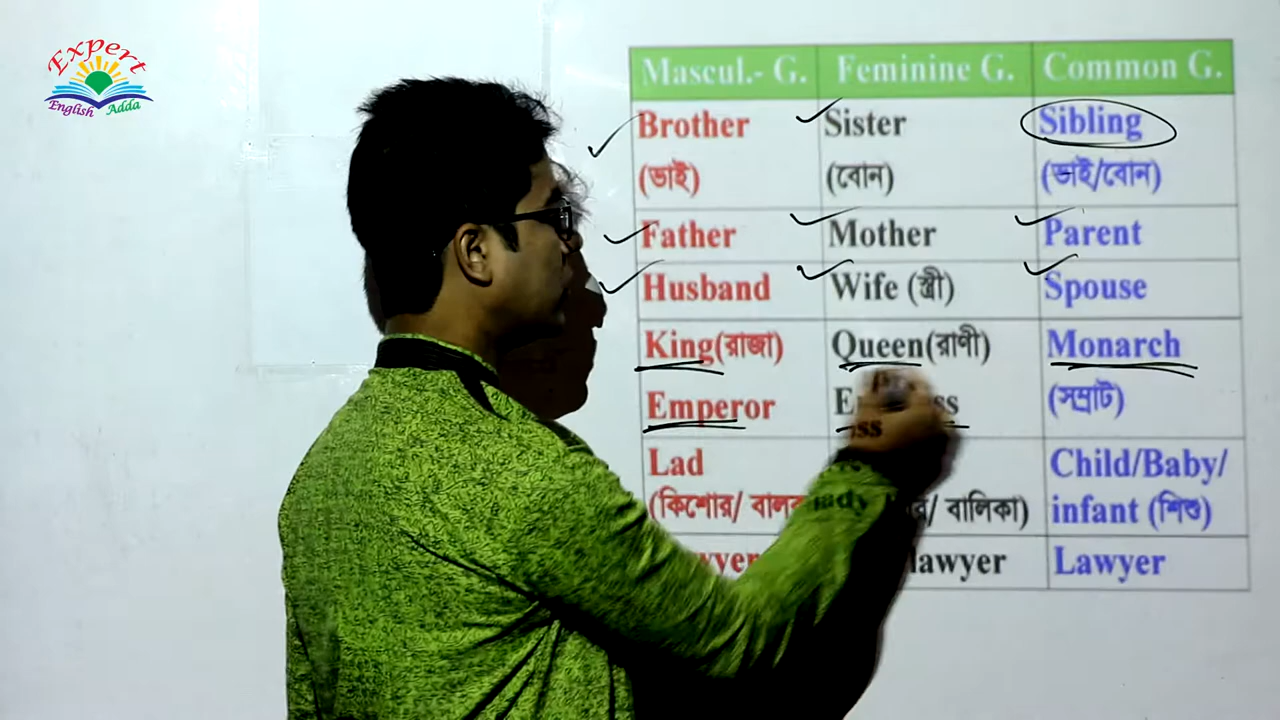 Expert
English Adda
Mascul.- G. Feminine G. Common G.
Brother Sister Sibling
(ভাই) (বোন) (ভাই/বোন)
Father Mother Parent
Husband Wife (স্ত্রী) Spouse
King(রাজা) Queen(রাণী) Monarch
Emperor (সম্রাট)
Lad Child/Baby/
(কিশোর/ / বালিকা) infant (শিশু)
lawyer Lawyer